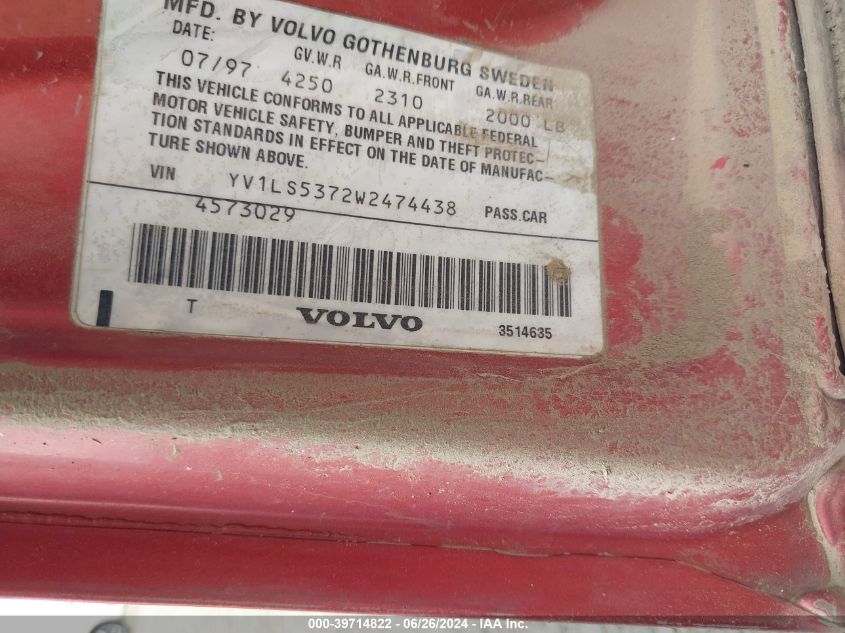 MFD. BY VOLVO GOTHENBURG SWEDEN
DATE: GV.W.R GA.W.R.FRONT GA.W.R.REAR
07/97 4250 2310 2000 LB
THIS VEHICLE CONFORMS TO ALL APPLICABLE FEDERAL
MOTOR VEHICLE SAFETY, BUMPER AND THEFT PROTEC-
TION STANDARDS IN EFFECT ON THE DATE OF MANUFAC-
TURE SHOWN ABOVE.
VIN YV1LS5372W2474438 PASS.CAR
4573029
T VOLVO 3514635
000-39714822 - 06/26/2024 - IAA Inc.